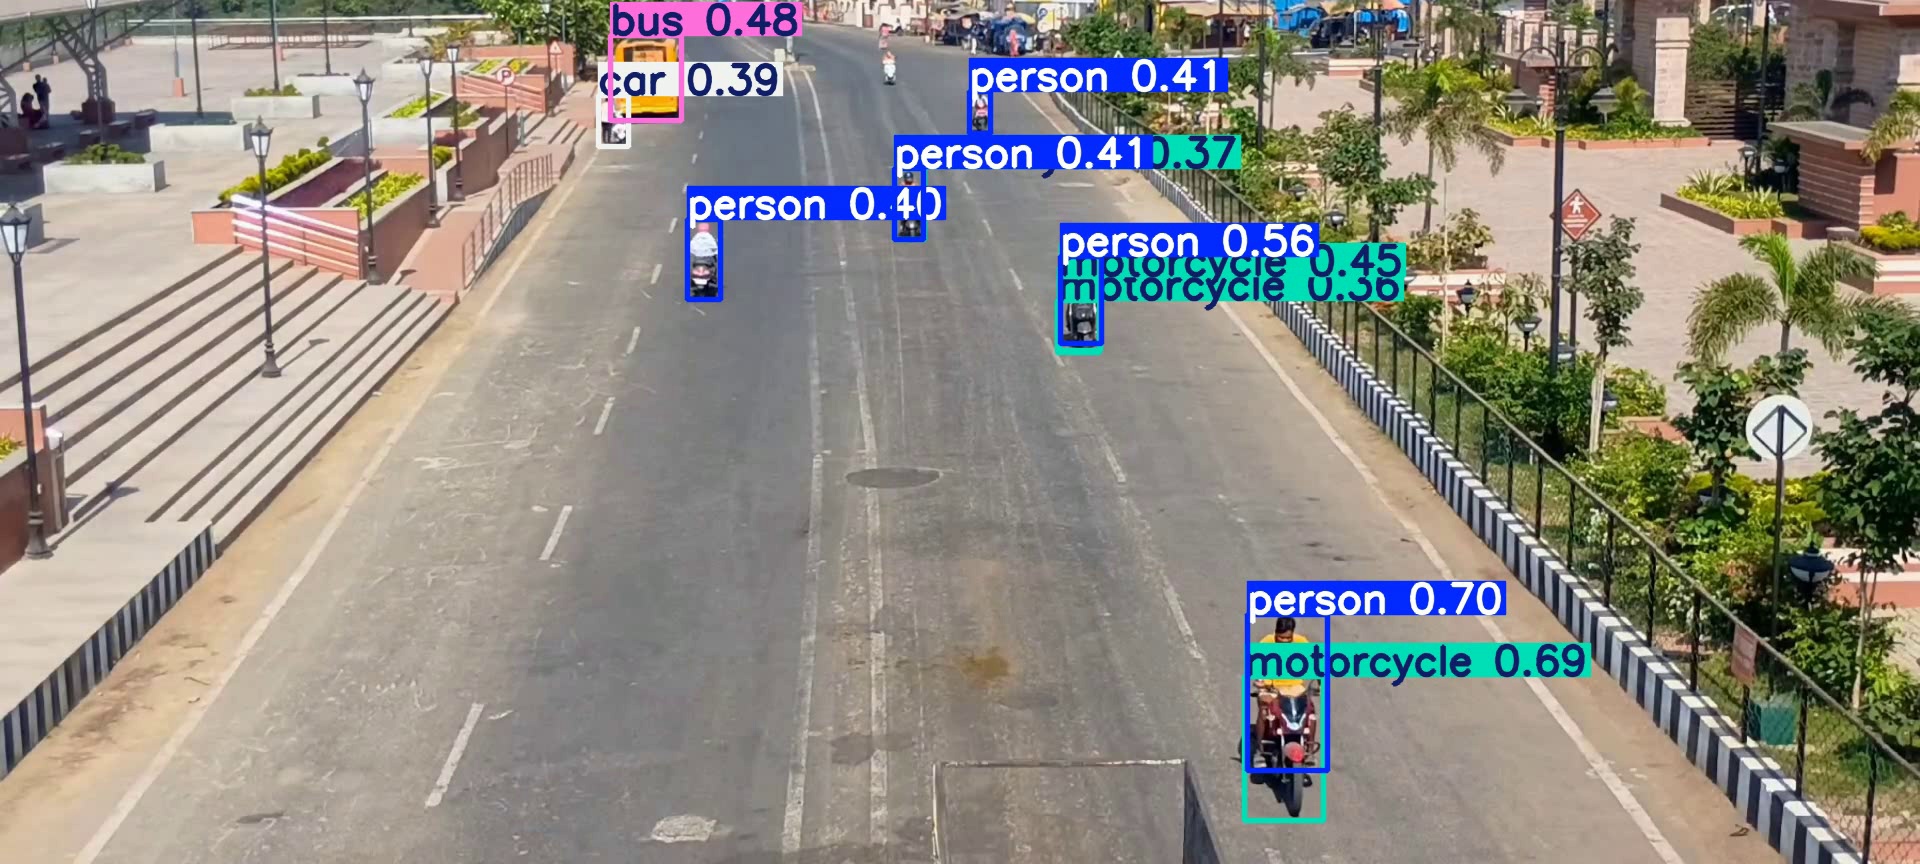 bus 0.48
car 0.39
person 0.41
person 0.41
0.37
person 0.40
person 0.56
motorcycle 0.45
motorcycle 0.36
person 0.70
motorcycle 0.69
P